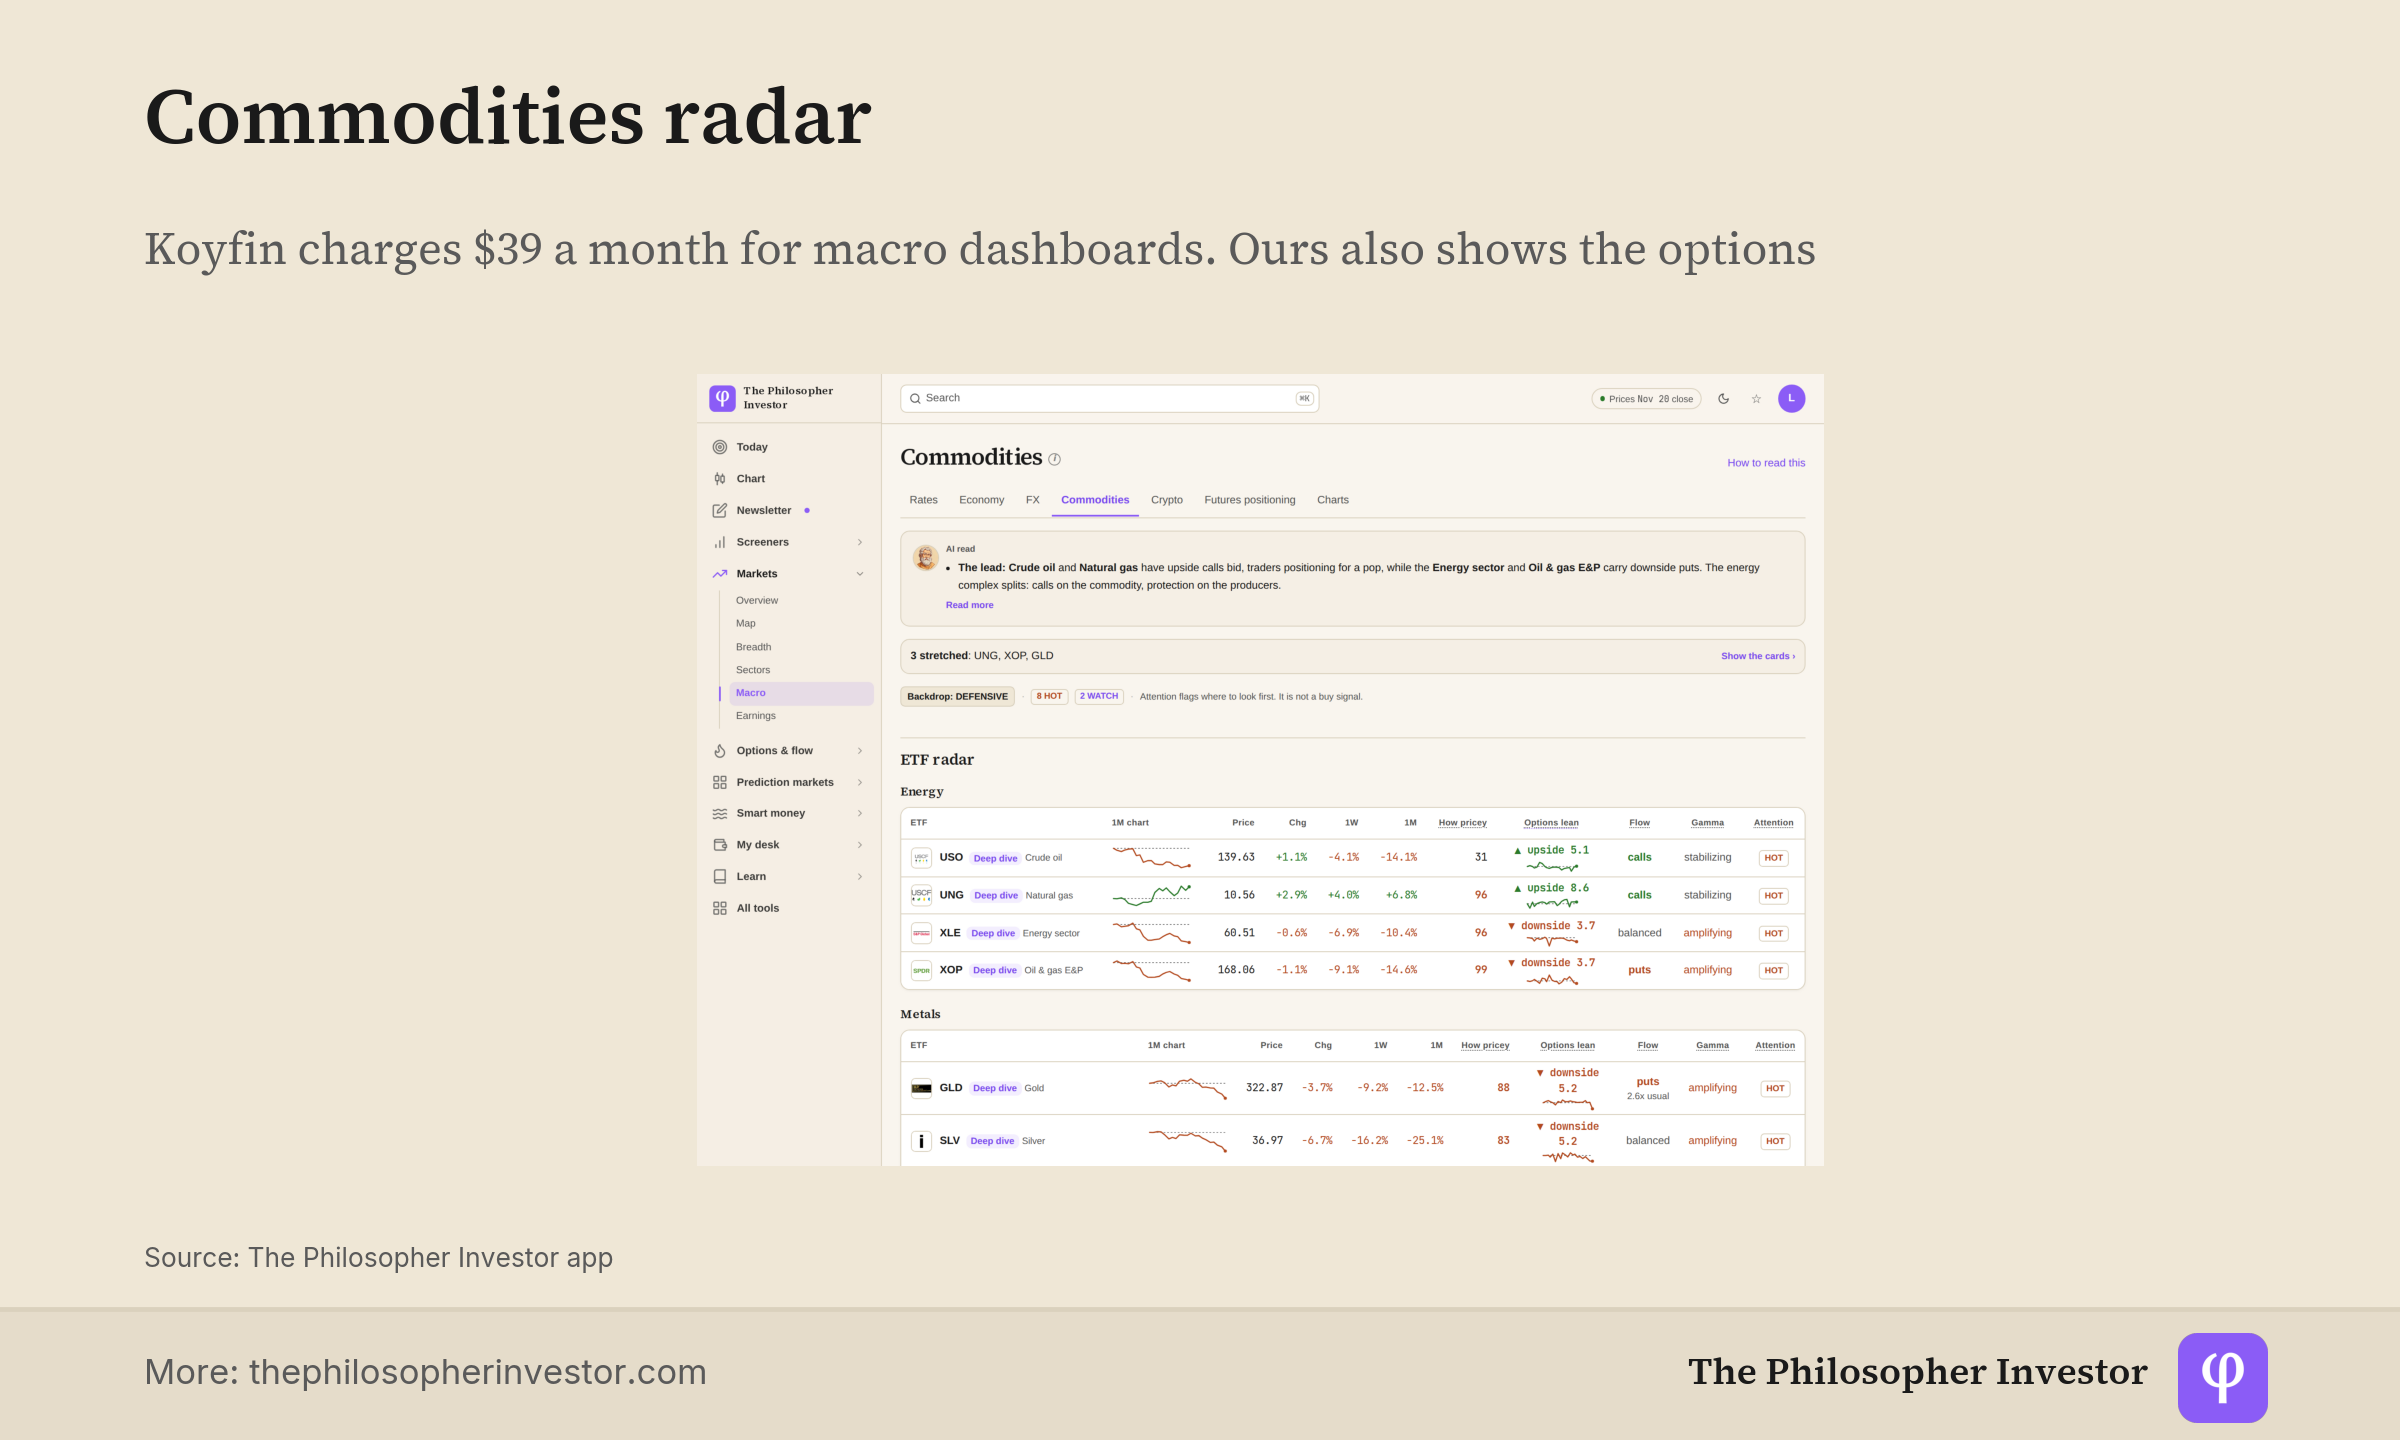 Commodities radar
Koyfin charges $39 a month for macro dashboards. Ours also shows the options
φ
The Philosopher
Investor
Search
⌘K
Prices Nov 20 close
L
Today
Chart
Newsletter
Screeners
Markets
Overview
Map
Breadth
Sectors
Macro
Earnings
Options & flow
Prediction markets
Smart money
My desk
Learn
All tools
Commodities
How to read this
Rates Economy FX Commodities Crypto Futures positioning Charts
AI read
• The lead: Crude oil and Natural gas have upside calls bid, traders positioning for a pop, while the Energy sector and Oil & gas E&P carry downside puts. The energy
complex splits: calls on the commodity, protection on the producers.
Read more
3 stretched: UNG, XOP, GLD
Show the cards ›
Backdrop: DEFENSIVE · 8 HOT 2 WATCH · Attention flags where to look first. It is not a buy signal.
ETF radar
Energy
ETF 1M chart Price Chg 1W 1M How pricey Options lean Flow Gamma Attention
USO Deep dive Crude oil 139.63 +1.1% -4.1% -14.1% 31 ▲ upside 5.1 calls stabilizing HOT
USCF UNG Deep dive Natural gas 10.56 +2.9% +4.0% +6.8% 96 ▲ upside 8.6 calls stabilizing HOT
XLE Deep dive Energy sector 60.51 -0.6% -6.9% -10.4% 96 ▼ downside 3.7 balanced amplifying HOT
SPDR XOP Deep dive Oil & gas E&P 168.06 -1.1% -9.1% -14.6% 99 ▼ downside 3.7 puts amplifying HOT
Metals
ETF 1M chart Price Chg 1W 1M How pricey Options lean Flow Gamma Attention
GLD Deep dive Gold 322.87 -3.7% -9.2% -12.5% 88 ▼ downside 5.2 puts 2.6x usual amplifying HOT
i SLV Deep dive Silver 36.97 -6.7% -16.2% -25.1% 83 ▼ downside 5.2 balanced amplifying HOT
Source: The Philosopher Investor app
More: thephilosopherinvestor.com
The Philosopher Investor
φ